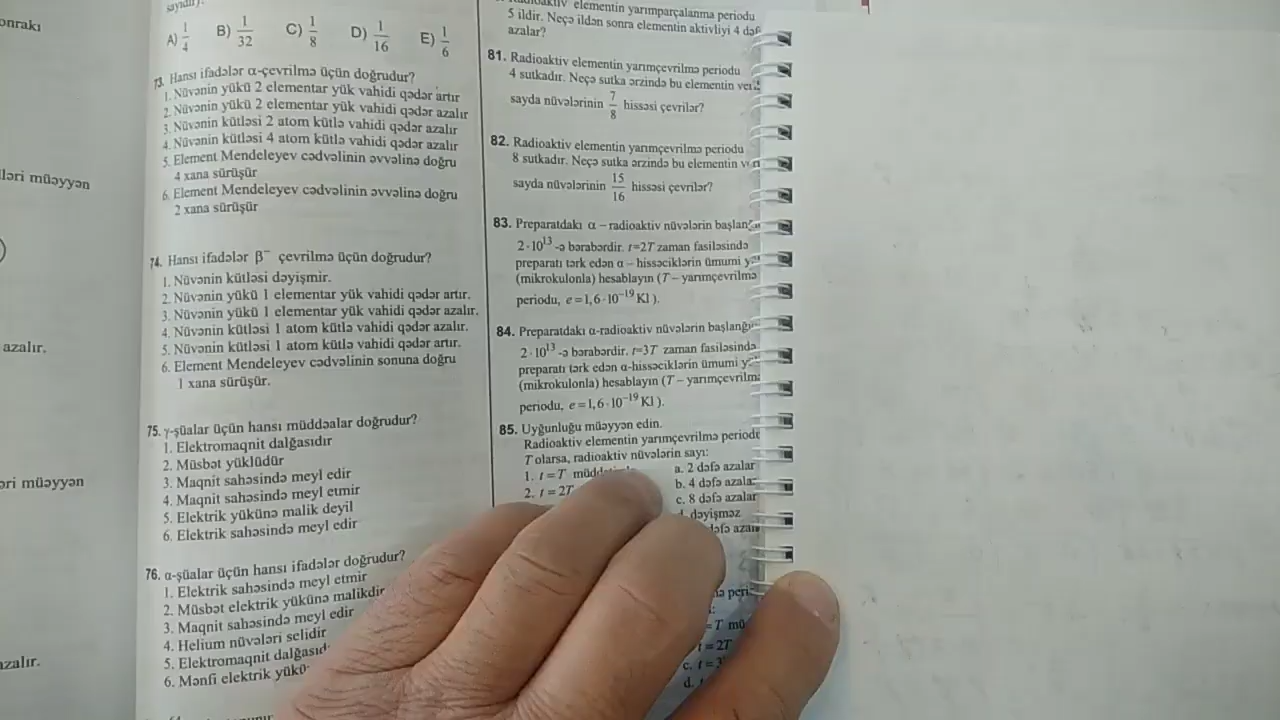 onrakı
ləri müəyyən
azalır.
əri müəyyən
azalır.
A) 1/4 B) 1/32 C) 1/8 D) 1/16 E) 1/6
73. Hansı ifadələr α-çevrilmə üçün doğrudur?
1. Nüvənin yükü 2 elementar yük vahidi qədər artır
2. Nüvənin yükü 2 elementar yük vahidi qədər azalır
3. Nüvənin kütləsi 2 atom kütlə vahidi qədər azalır
4. Nüvənin kütləsi 4 atom kütlə vahidi qədər azalır
5. Element Mendeleyev cədvəlinin əvvəlinə doğru
4 xana sürüşür
6. Element Mendeleyev cədvəlinin əvvəlinə doğru
2 xana sürüşür
74. Hansı ifadələr β⁻ çevrilmə üçün doğrudur?
1. Nüvənin kütləsi dəyişmir.
2. Nüvənin yükü 1 elementar yük vahidi qədər artır.
3. Nüvənin yükü 1 elementar yük vahidi qədər azalır.
4. Nüvənin kütləsi 1 atom kütlə vahidi qədər azalır.
5. Nüvənin kütləsi 1 atom kütlə vahidi qədər artır.
6. Element Mendeleyev cədvəlinin sonuna doğru
1 xana sürüşür.
75. γ-şüalar üçün hansı müddəalar doğrudur?
1. Elektromaqnit dalğasıdır
2. Müsbət yüklüdür
3. Maqnit sahəsində meyl edir
4. Maqnit sahəsində meyl etmir
5. Elektrik yükünə malik deyil
6. Elektrik sahəsində meyl edir
76. α-şüalar üçün hansı ifadələr doğrudur?
1. Elektrik sahəsində meyl etmir
2. Müsbət elektrik yükünə malikdir
3. Maqnit sahəsində meyl edir
4. Helium nüvələri selidir
5. Elektromaqnit dalğasıd
6. Mənfi elektrik yükü
elementin yarımparçalanma periodu
5 ildir. Neçə ildən sonra elementin aktivliyi 4 dəf
azalar?
81. Radioaktiv elementin yarımçevrilmə periodu
4 sutkadır. Neçə sutka ərzində bu elementin ver
sayda nüvələrinin 7/8 hissəsi çevrilər?
82. Radioaktiv elementin yarımçevrilmə periodu
8 sutkadır. Neçə sutka ərzində bu elementin
sayda nüvələrinin 15/16 hissəsi çevrilər?
83. Preparatdakı α – radioaktiv nüvələrin başlan
2·10¹³ -ə bərabərdir. t=2T zaman fasiləsində
preparatı tərk edən α – hissəciklərin ümumi
(mikrokulonla) hesablayın (T – yarımçevrilmə
periodu, e=1,6·10⁻¹⁹ Kl).
84. Preparatdakı α-radioaktiv nüvələrin başlanğı
2·10¹³ -ə bərabərdir. t=3T zaman fasiləsində
preparatı tərk edən α-hissəciklərin ümumi y
(mikrokulonla) hesablayın (T – yarımçevrilmə
periodu, e=1,6·10⁻¹⁹ Kl).
85. Uyğunluğu müəyyən edin.
Radioaktiv elementin yarımçevrilmə periodu
T olarsa, radioaktiv nüvələrin sayı:
1. t=T a. 2 dəfə azalar
2. t=2T b. 4 dəfə azalar
c. 8 dəfə azalar
dəyişməz
dəfə azalar
ə peri
=T mü
t=2T
c. t=3
d.